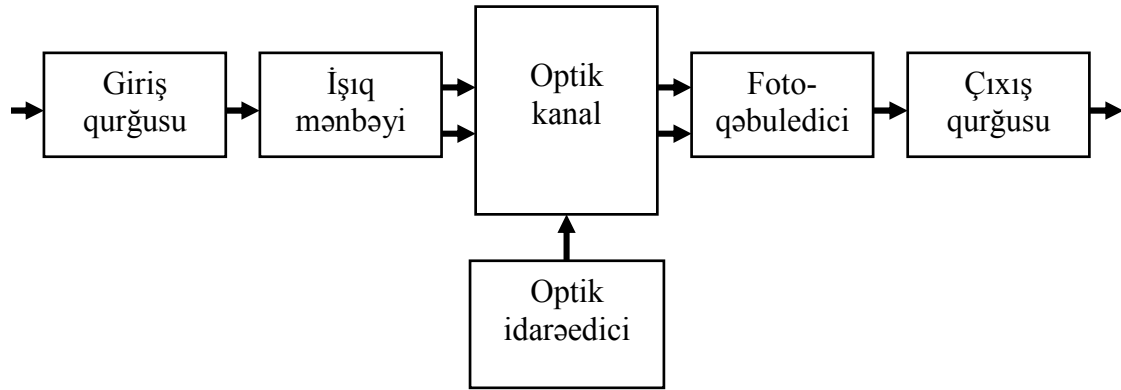 Giriş
qurğusu
İşıq
mənbəyi
Optik
kanal
Foto-
qəbuledici
Çıxış
qurğusu
Optik
idarəedici